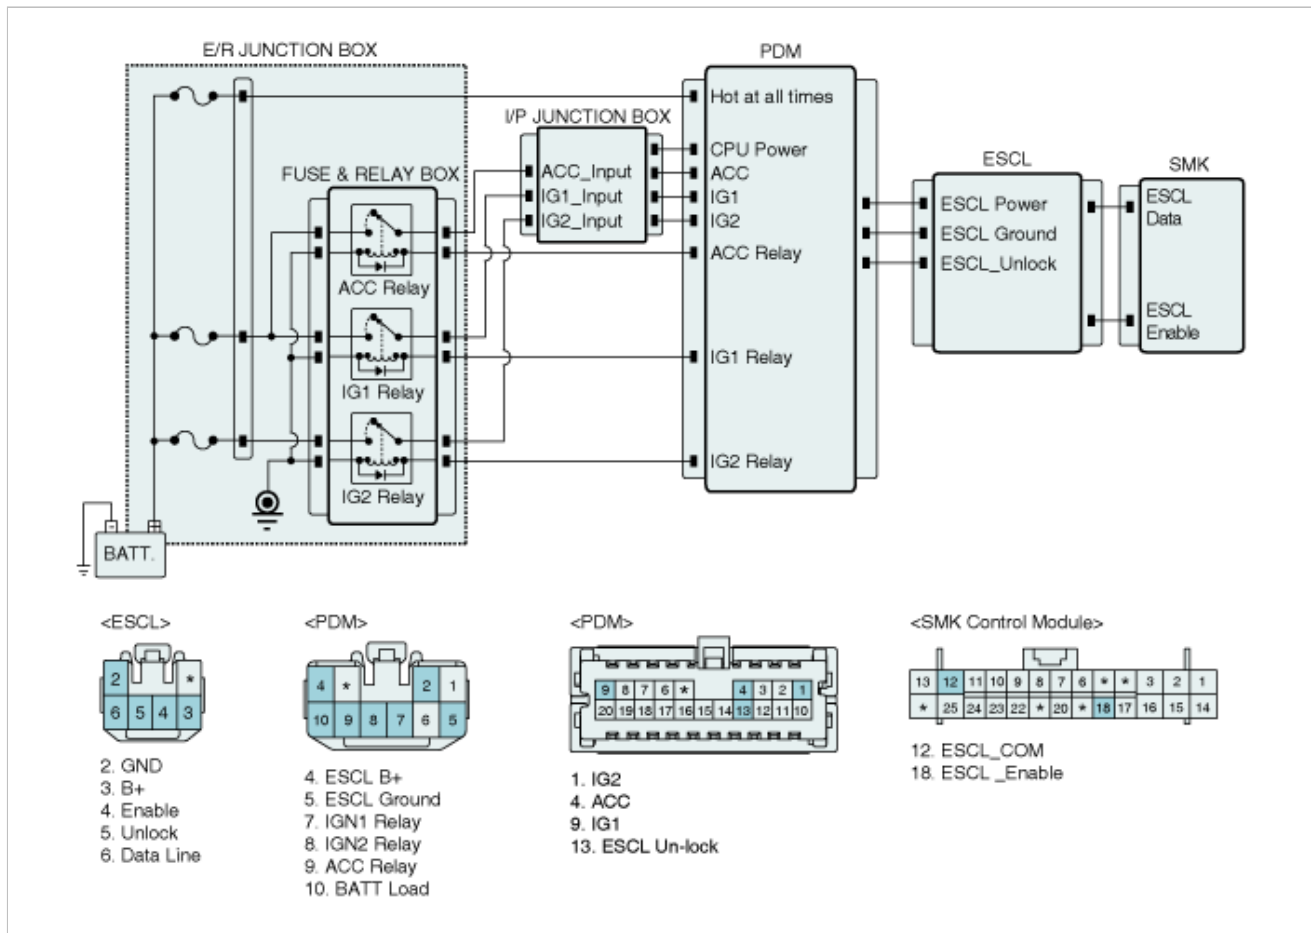 E/R JUNCTION BOX
PDM
Hot at all times
I/P JUNCTION BOX
CPU Power
ESCL
SMK
FUSE & RELAY BOX
ACC_Input
ACC
IG1_Input
IG1
IG2_Input
IG2
ESCL Power
ESCL
Data
ESCL Ground
ACC Relay
ESCL_Unlock
ACC Relay
ESCL
Enable
IG1 Relay
IG1 Relay
IG2 Relay
IG2 Relay
- +
BATT.
<ESCL>
2 *
6 5 4 3
2. GND
3. B+
4. Enable
5. Unlock
6. Data Line
<PDM>
4 * 2 1
10 9 8 7 6 5
4. ESCL B+
5. ESCL Ground
7. IGN1 Relay
8. IGN2 Relay
9. ACC Relay
10. BATT Load
<PDM>
9 8 7 6 * 4 3 2 1
20 19 18 17 16 15 14 13 12 11 10
1. IG2
4. ACC
9. IG1
13. ESCL Un-lock
<SMK Control Module>
13 12 11 10 9 8 7 6 * * 3 2 1
* 25 24 23 22 * 20 * 18 17 16 15 14
12. ESCL_COM
18. ESCL _Enable